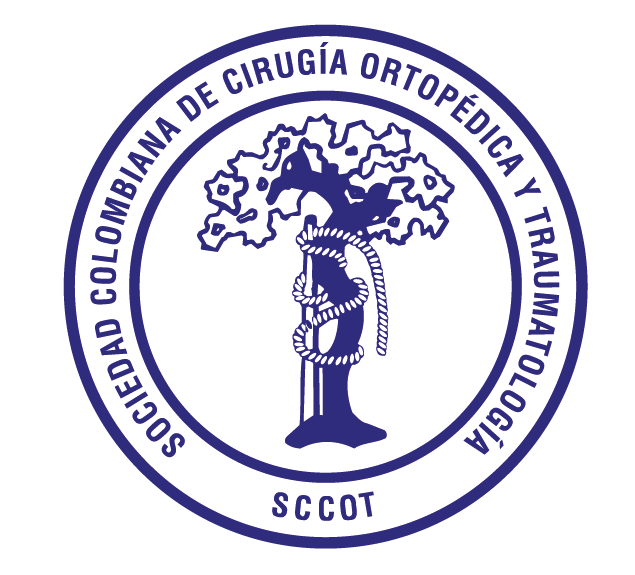 SOCIEDAD COLOMBIANA DE CIRUGÍA ORTOPÉDICA Y TRAUMATOLOGÍA
SCCOT